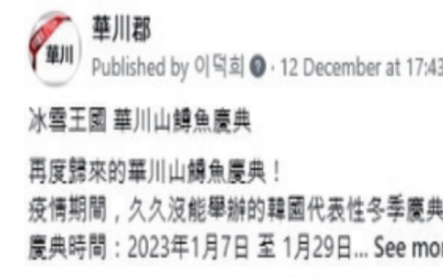 華川
華川郡
Published by 이덕희 · 12 December at 17:43
冰雪王國 華川山鱒魚慶典
再度歸來的華川山鱒魚慶典！
疫情期間，久久沒能舉辦的韓國代表性冬季慶典
慶典時間：2023年1月7日 至 1月29日... See mor